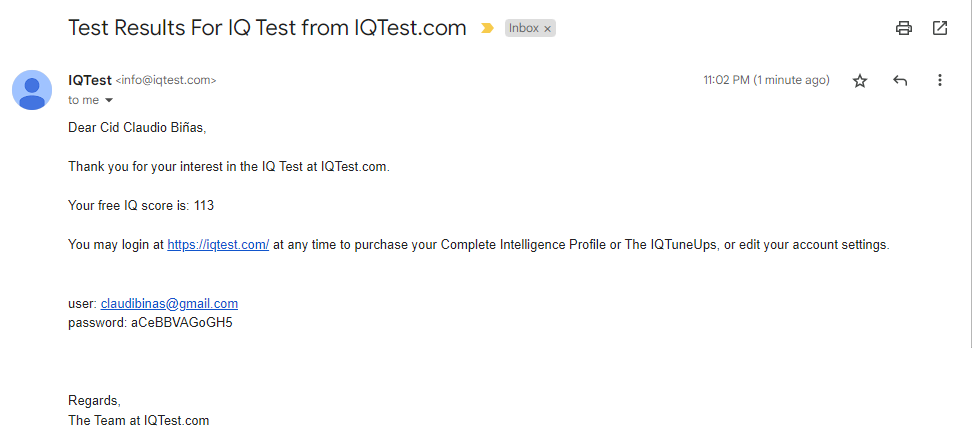 Test Results For IQ Test from IQTest.com Inbox ×
IQTest <info@iqtest.com> 11:02 PM (1 minute ago)
to me
Dear Cid Claudio Biñas,
Thank you for your interest in the IQ Test at IQTest.com.
Your free IQ score is: 113
You may login at https://iqtest.com/ at any time to purchase your Complete Intelligence Profile or The IQTuneUps, or edit your account settings.
user: claudibinas@gmail.com
password: aCeBBVAGoGH5
Regards,
The Team at IQTest.com